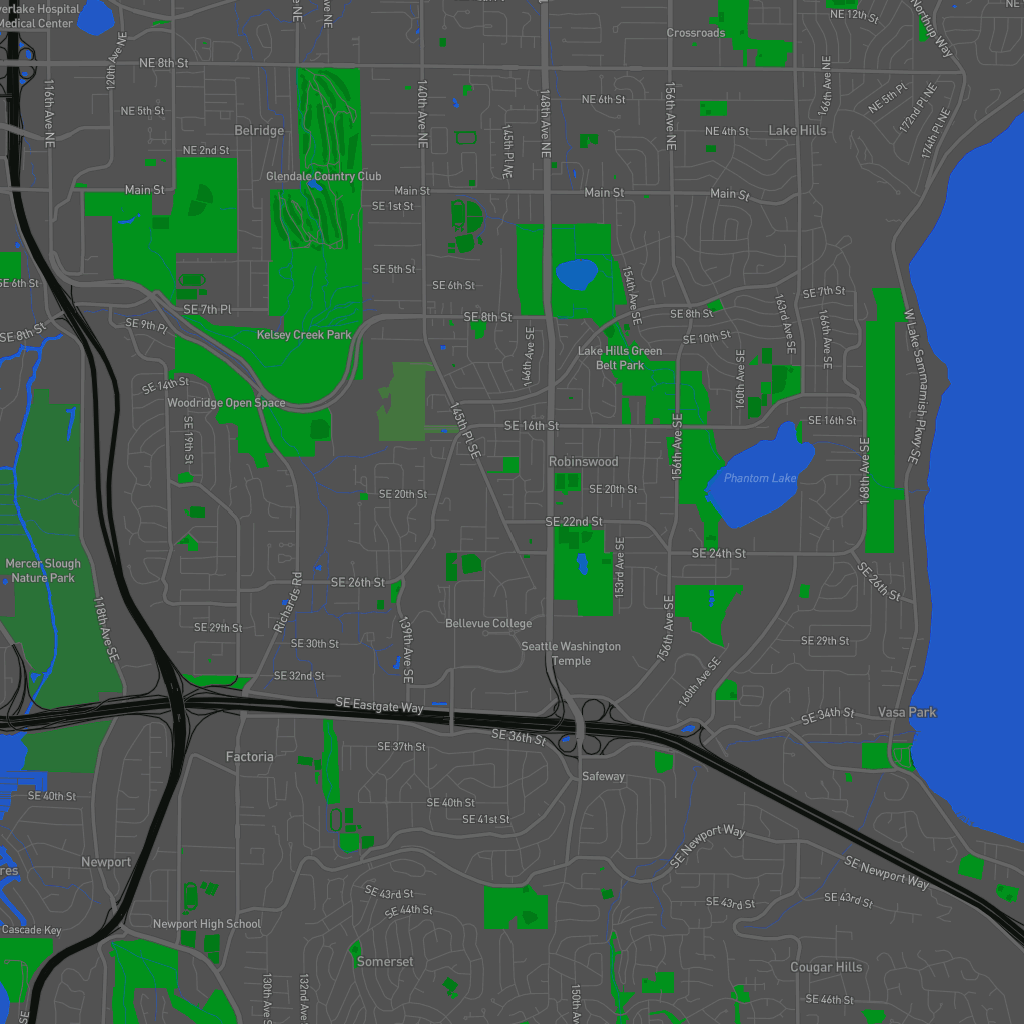 Medical Center
NE 12th St
Northup Way
Crossroads
148th Ave NE
NE 8th St
120th Ave NE
116th Ave NE
140th Ave NE
156th Ave NE
166th Ave NE
NE 5th St
NE 6th St
NE 5th Pl
172nd Pl NE
174th Pl NE
Belridge
145th Pl NE
NE 4th St
Lake Hills
NE 2nd St
Glendale Country Club
Main St
Main St
Main St
Main St
SE 1st St
SE 5th St
SE 6th St
SE 6th St
154th Ave SE
163rd Ave SE
SE 7th St
SE 7th Pl
SE 8th St
SE 9th Pl
SE 8th St
SE 8th St
166th Ave SE
W Lake Sammamish Pkwy SE
Kelsey Creek Park
SE 10th St
146th Ave SE
Lake Hills Green
Belt Park
160th Ave SE
SE 14th St
Woodridge Open Space
145th Pl SE
SE 16th St
SE 16th St
SE 19th St
156th Ave SE
168th Ave SE
Robinswood
Phantom Lake
SE 20th St
SE 20th St
SE 22nd St
SE 24th St
Mercer Slough
Nature Park
153rd Ave SE
SE 26th St
SE 26th St
Richards Rd
118th Ave SE
139th Ave SE
156th Ave SE
SE 29th St
Bellevue College
SE 30th St
SE 29th St
Seattle Washington
Temple
SE 32nd St
160th Ave SE
SE Eastgate Way
SE 34th St
Vasa Park
SE 36th St
SE 37th St
Factoria
Safeway
SE 40th St
SE 40th St
SE 41st St
SE Newport Way
SE Newport Way
Newport
SE 43rd St
SE 44th St
SE 43rd St
SE 43rd St
Cascade Key
Newport High School
Somerset
Cougar Hills
130th Ave SE
132nd Ave SE
150th Ave SE
SE 46th St